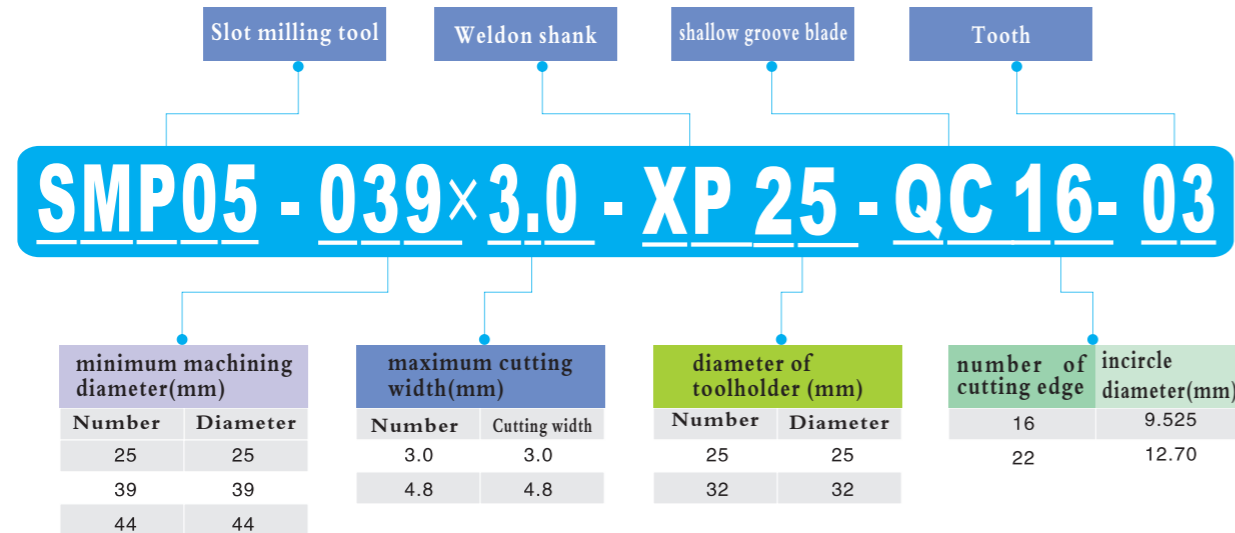 Slot milling tool
Weldon shank
shallow groove blade
Tooth
SMP05 - 039×3.0 - XP 25 - QC 16- 03
minimum machining
diameter(mm)
Number Diameter
25 25
39 39
44 44
maximum cutting
width(mm)
Number Cutting width
3.0 3.0
4.8 4.8
diameter of
toolholder (mm)
Number Diameter
25 25
32 32
number of
cutting edge
incircle
diameter(mm)
16 9.525
22 12.70